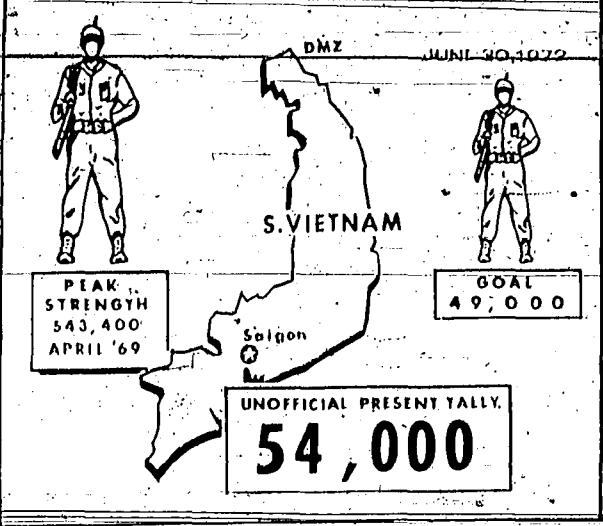 DMZ
JUNE 30, 1972
S. VIETNAM
PEAK
STRENGTH
543,400
APRIL '69
GOAL
49,000
Saigon
UNOFFICIAL PRESENT TALLY.
54,000